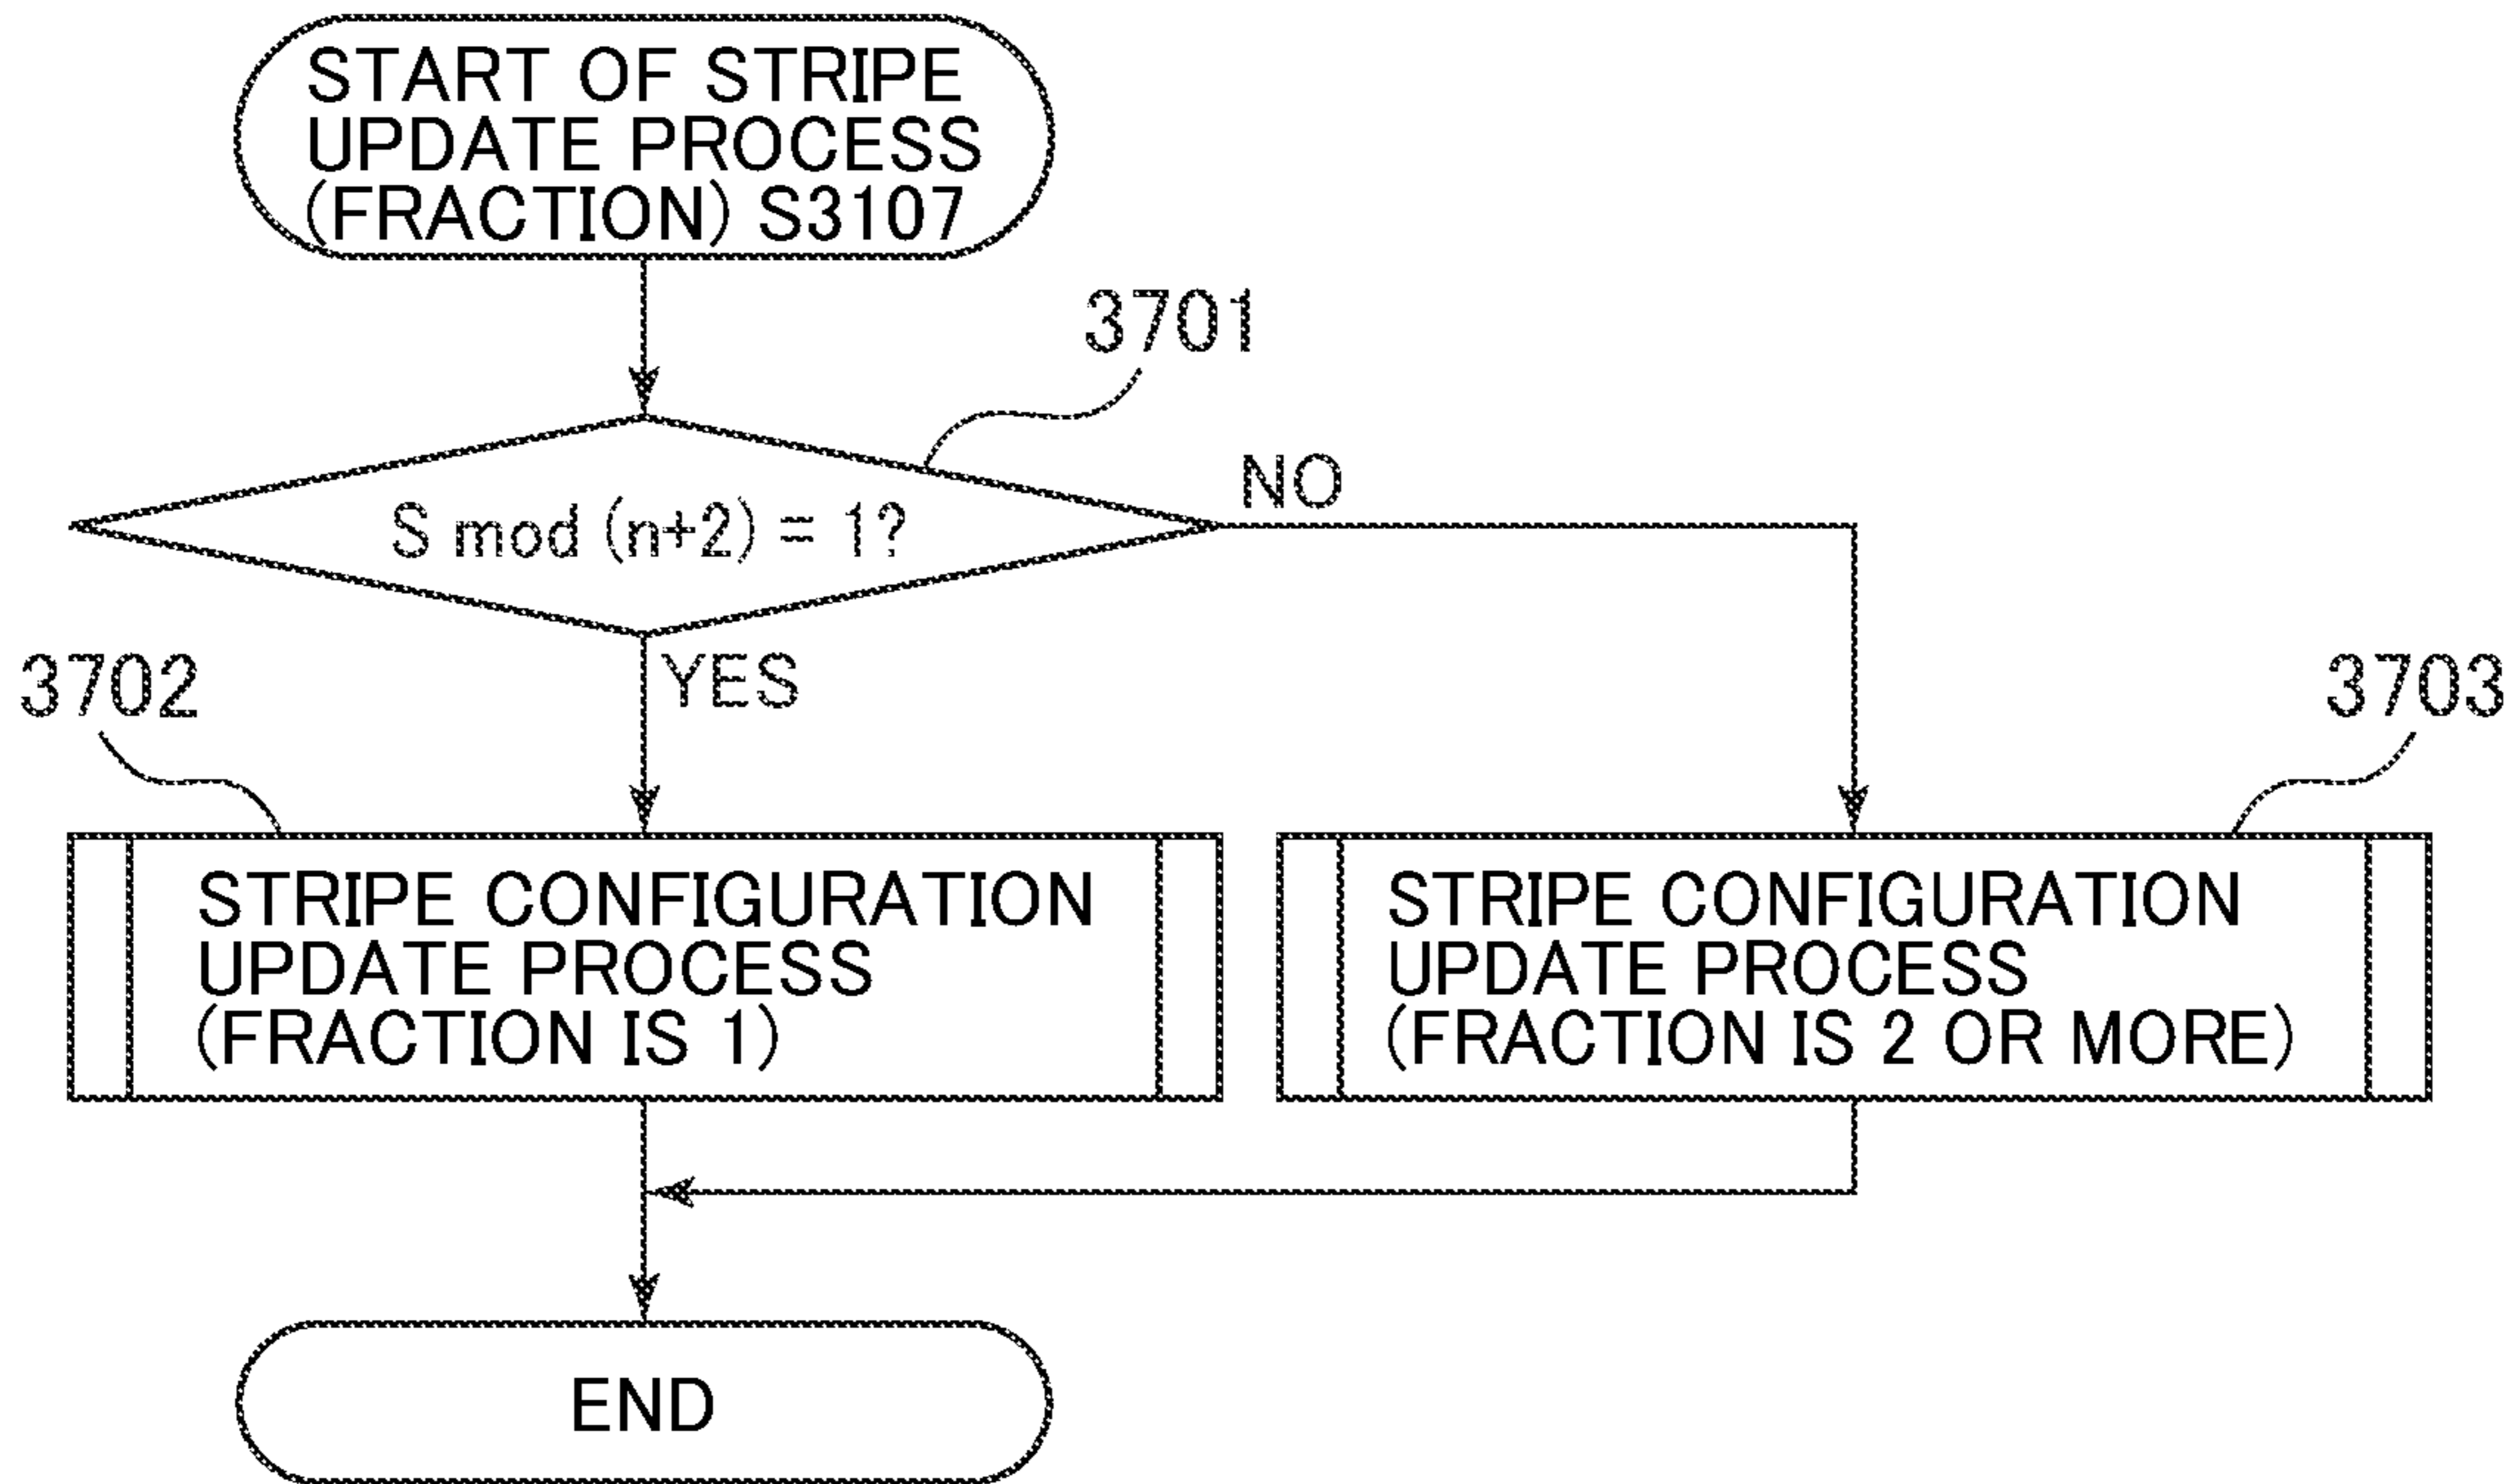 START OF STRIPE
UPDATE PROCESS
(FRACTION) S3107
3701
S mod (n+2) = 1?
NO
YES
3702
3703
STRIPE CONFIGURATION
UPDATE PROCESS
(FRACTION IS 1)
STRIPE CONFIGURATION
UPDATE PROCESS
(FRACTION IS 2 OR MORE)
END